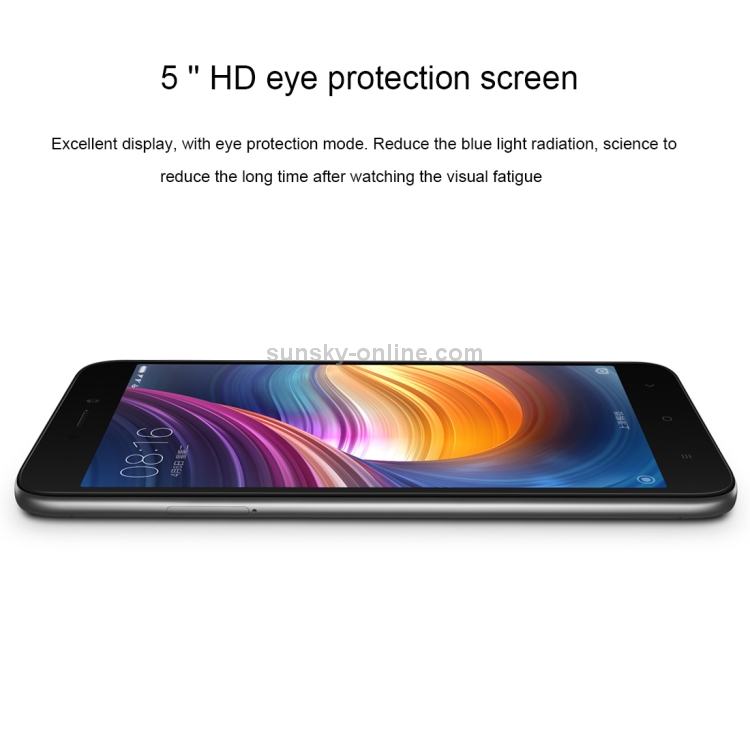 5 " HD eye protection screen
Excellent display, with eye protection mode. Reduce the blue light radiation, science to
reduce the long time after watching the visual fatigue
sunsky-online.com
08:16